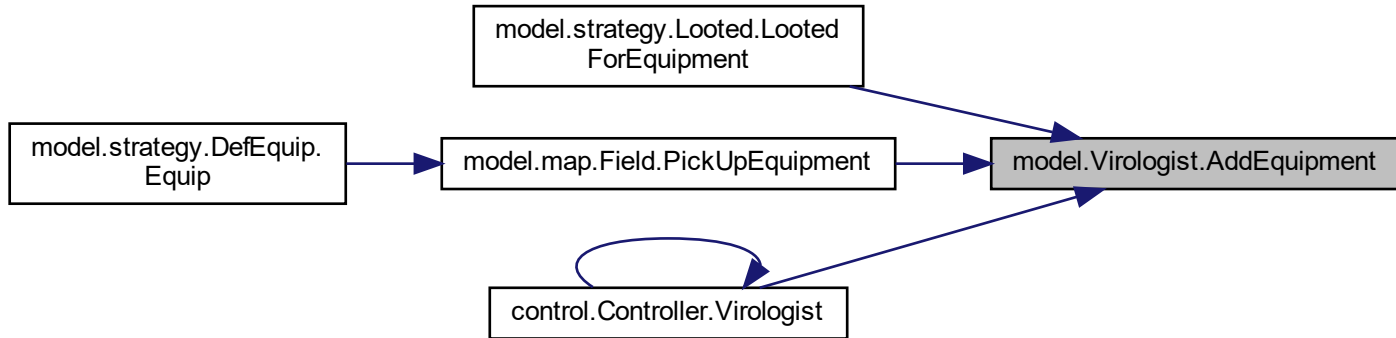 model.strategy.Looted.Looted
ForEquipment
model.strategy.DefEquip.
Equip
model.map.Field.PickUpEquipment
model.Virologist.AddEquipment
control.Controller.Virologist